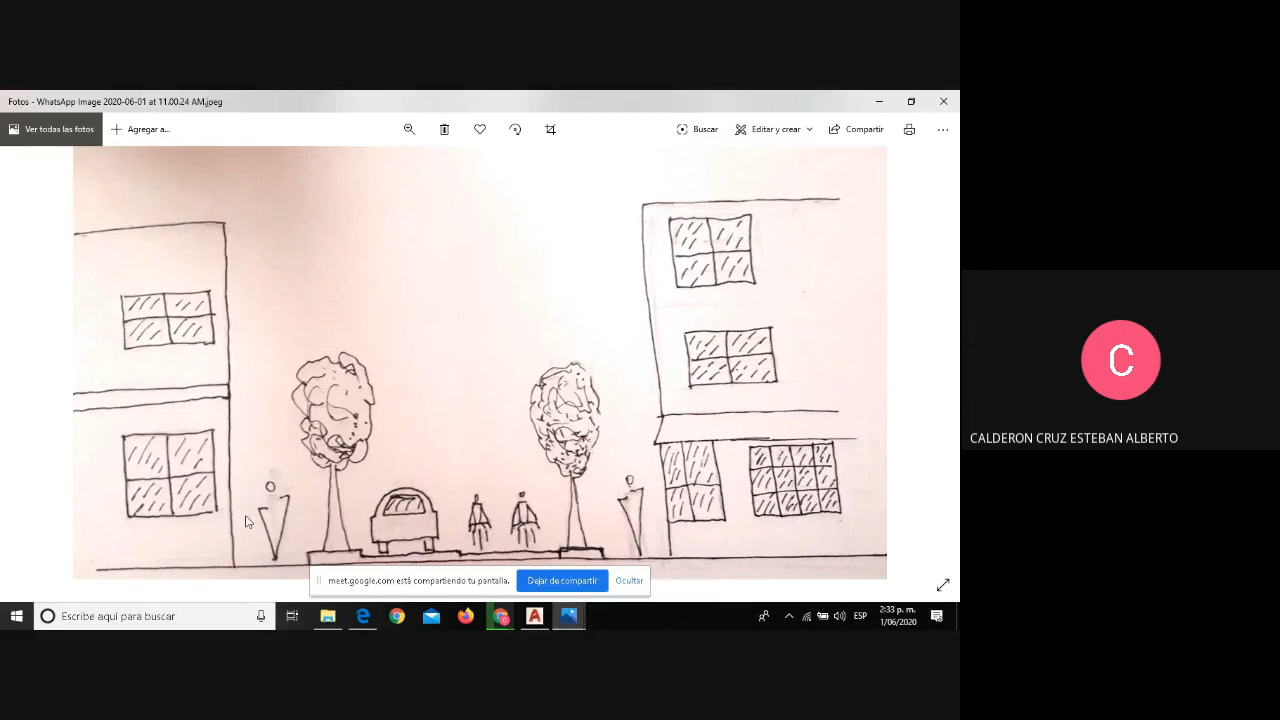 Fotos - WhatsApp Image 2020-06-01 at 11.00.24 AM.jpeg
Ver todas las fotos
Agregar a...
Buscar
Editar y crear
Compartir
C
CALDERON CRUZ ESTEBAN ALBERTO
meet.google.com está compartiendo tu pantalla.
Dejar de compartir
Ocultar
Escribe aquí para buscar
ESP
2:33 p. m.
1/06/2020